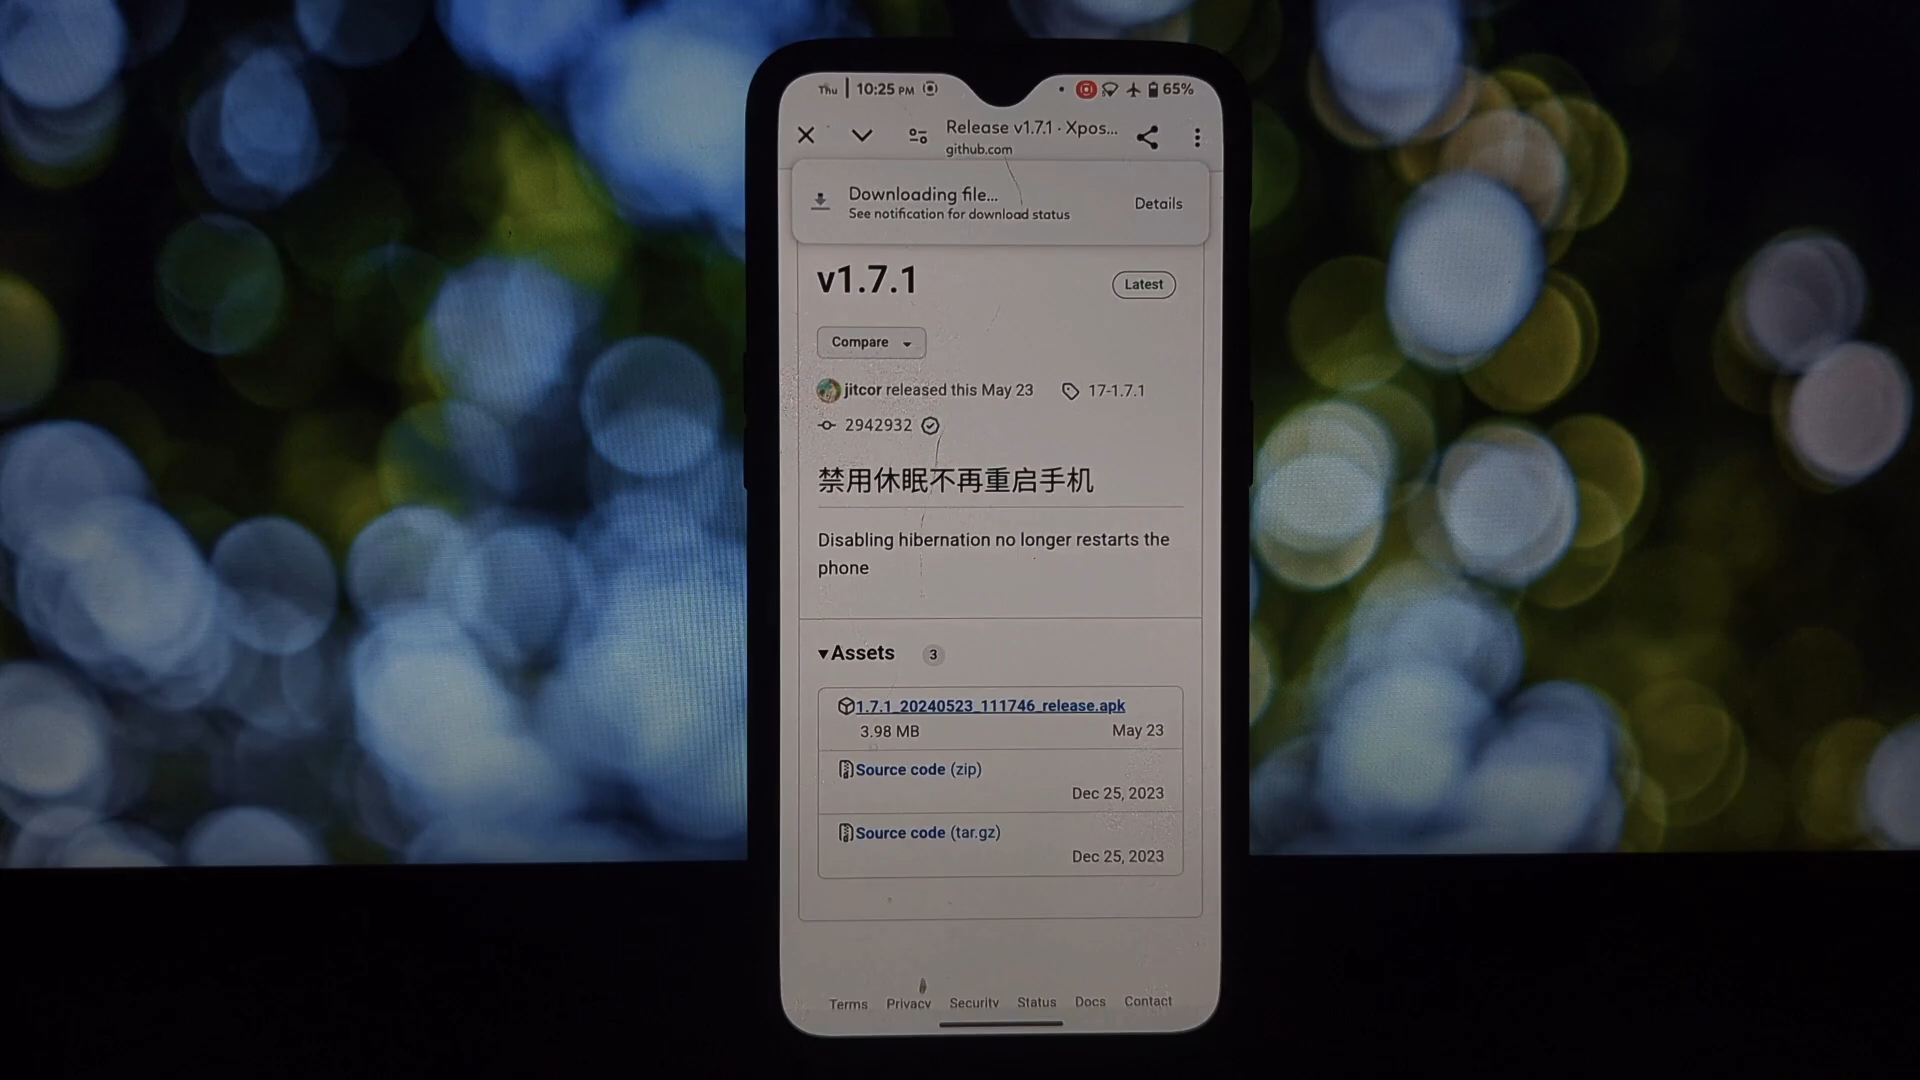 Thu 10:25 PM 65%
Release v1.7.1 · Xpos...
github.com
Downloading file...
See notification for download status
Details
v1.7.1
Latest
Compare
jitcor released this May 23 17-1.7.1
2942932
禁用休眠不再重启手机
Disabling hibernation no longer restarts the
phone
Assets 3
1.7.1_20240523_111746_release.apk
3.98 MB May 23
Source code (zip)
Dec 25, 2023
Source code (tar.gz)
Dec 25, 2023
Terms Privacy Security Status Docs Contact